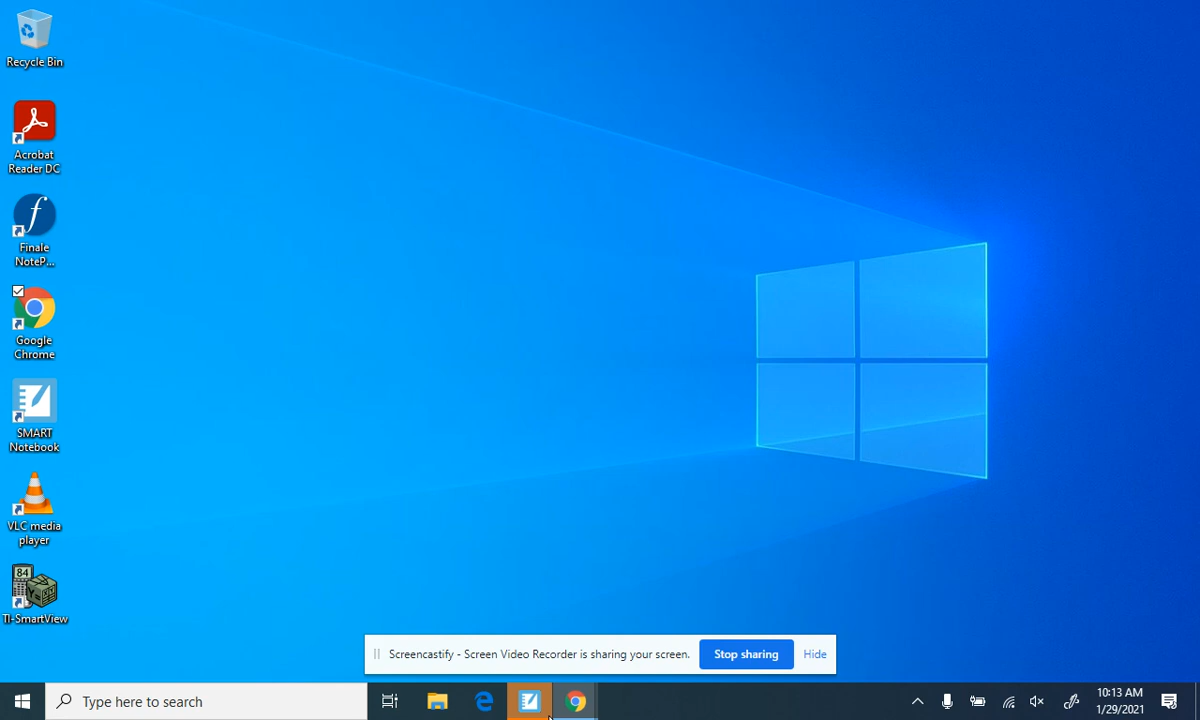 Recycle Bin
Acrobat
Reader DC
Finale
NoteP...
Google
Chrome
SMART
Notebook
VLC media
player
84
TI-SmartView
Screencastify - Screen Video Recorder is sharing your screen.
Stop sharing
Hide
Type here to search
10:13 AM
1/29/2021